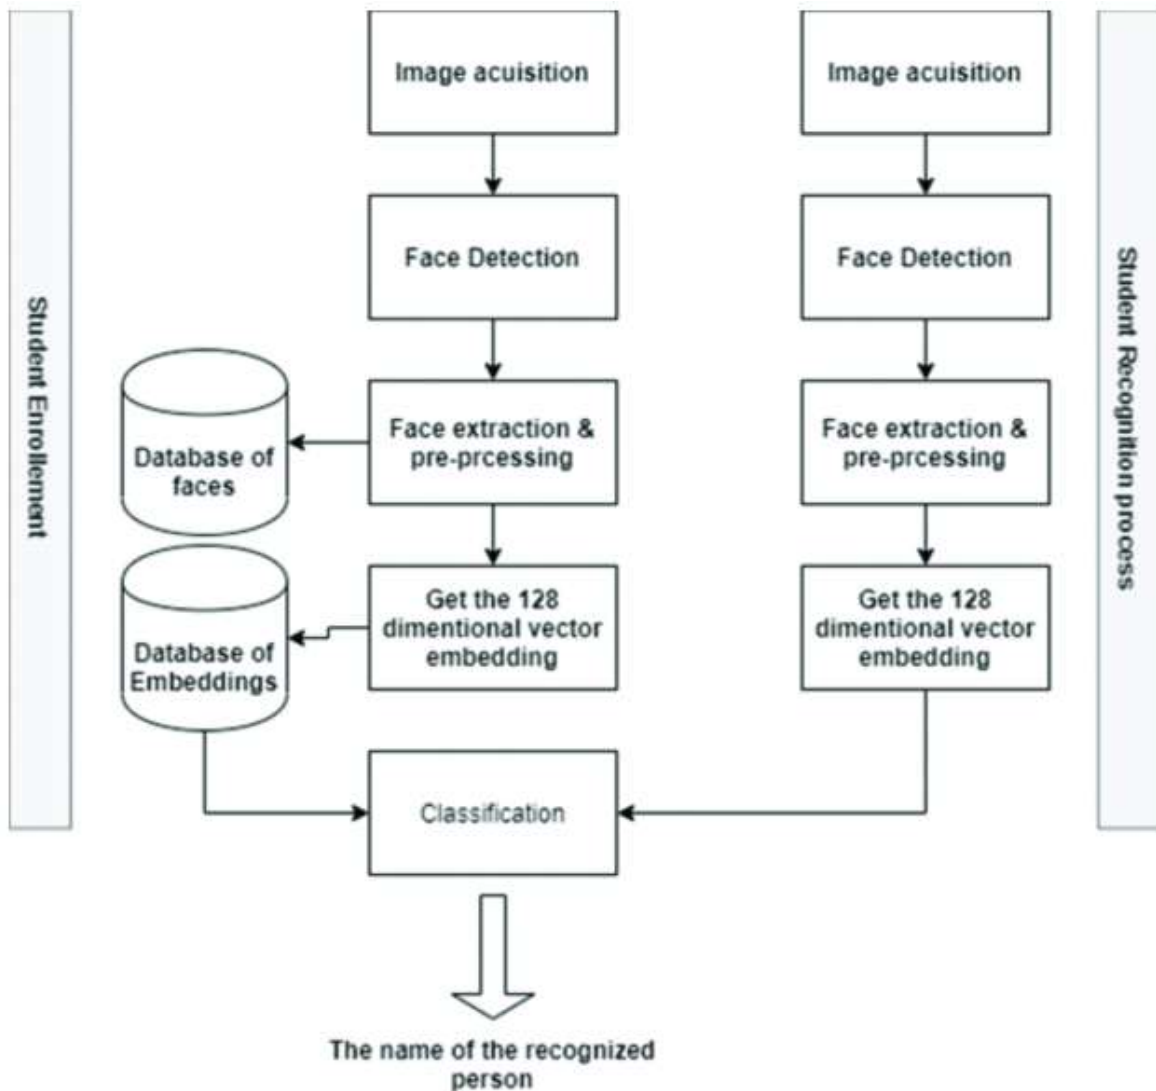 Student Enrollement
Image acuisition
Face Detection
Face extraction &
pre-prcessing
Database of
faces
Get the 128
dimentional vector
embedding
Database of
Embeddings
Image acuisition
Face Detection
Face extraction &
pre-prcessing
Get the 128
dimentional vector
embedding
Student Recognition process
Classification
The name of the recognized
person